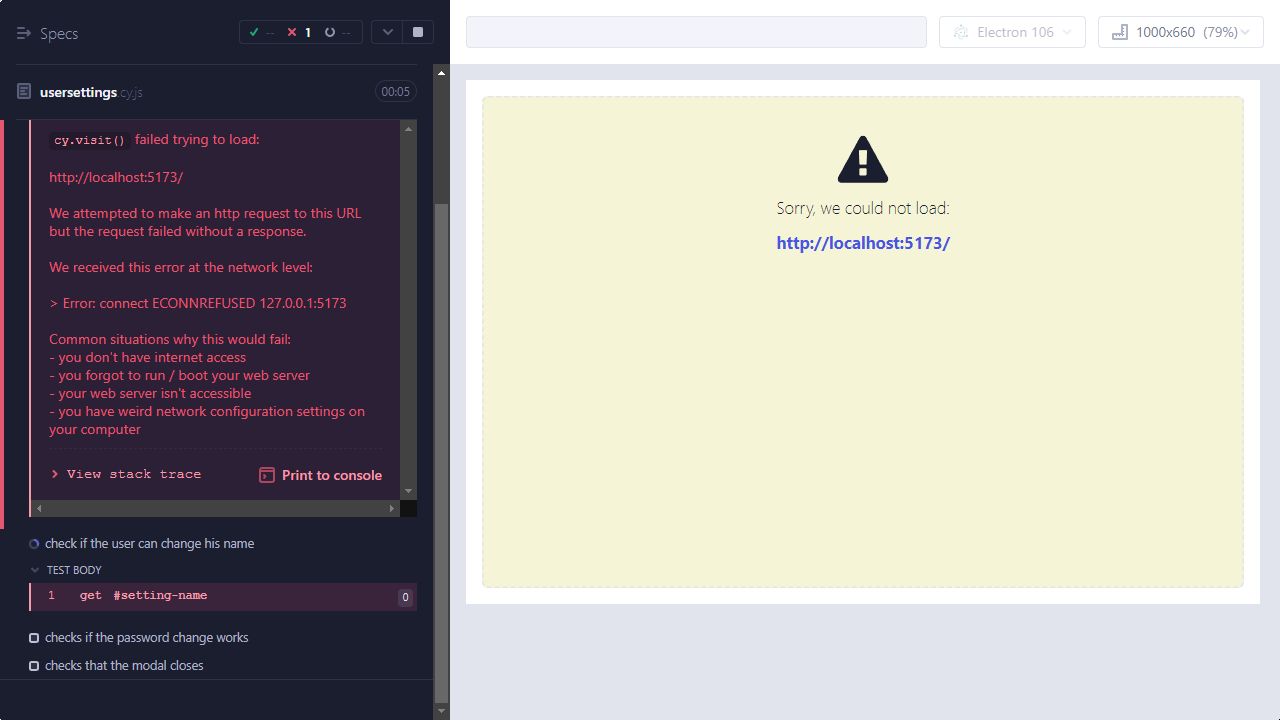 Specs
-- 1 --
usersettings.cy.js
00:05
cy.visit() failed trying to load:
http://localhost:5173/
We attempted to make an http request to this URL
but the request failed without a response.
We received this error at the network level:
> Error: connect ECONNREFUSED 127.0.0.1:5173
Common situations why this would fail:
- you don't have internet access
- you forgot to run / boot your web server
- your web server isn't accessible
- you have weird network configuration settings on
your computer
View stack trace
Print to console
check if the user can change his name
TEST BODY
1 get #setting-name 0
checks if the password change works
checks that the modal closes
Electron 106
1000x660 (79%)
Sorry, we could not load:
http://localhost:5173/